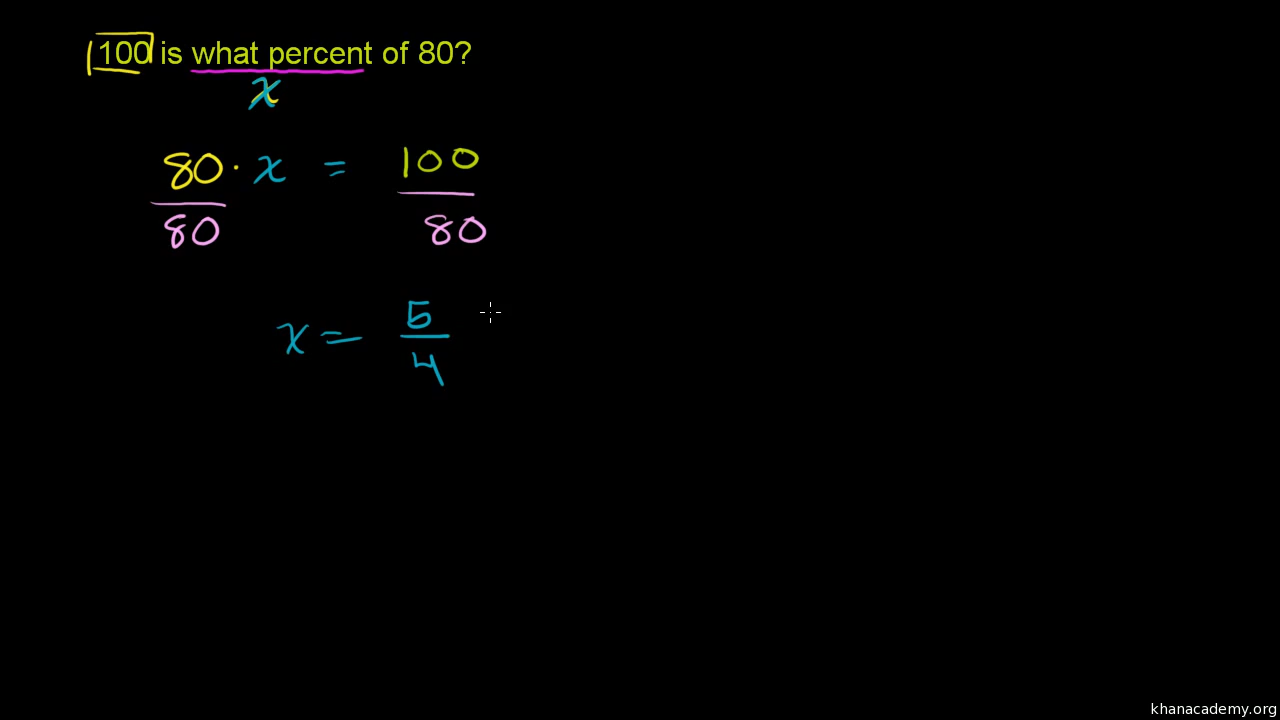 100 is what percent of 80?
x
80 · x = 100
80 80
x = 5
4
khanacademy.org